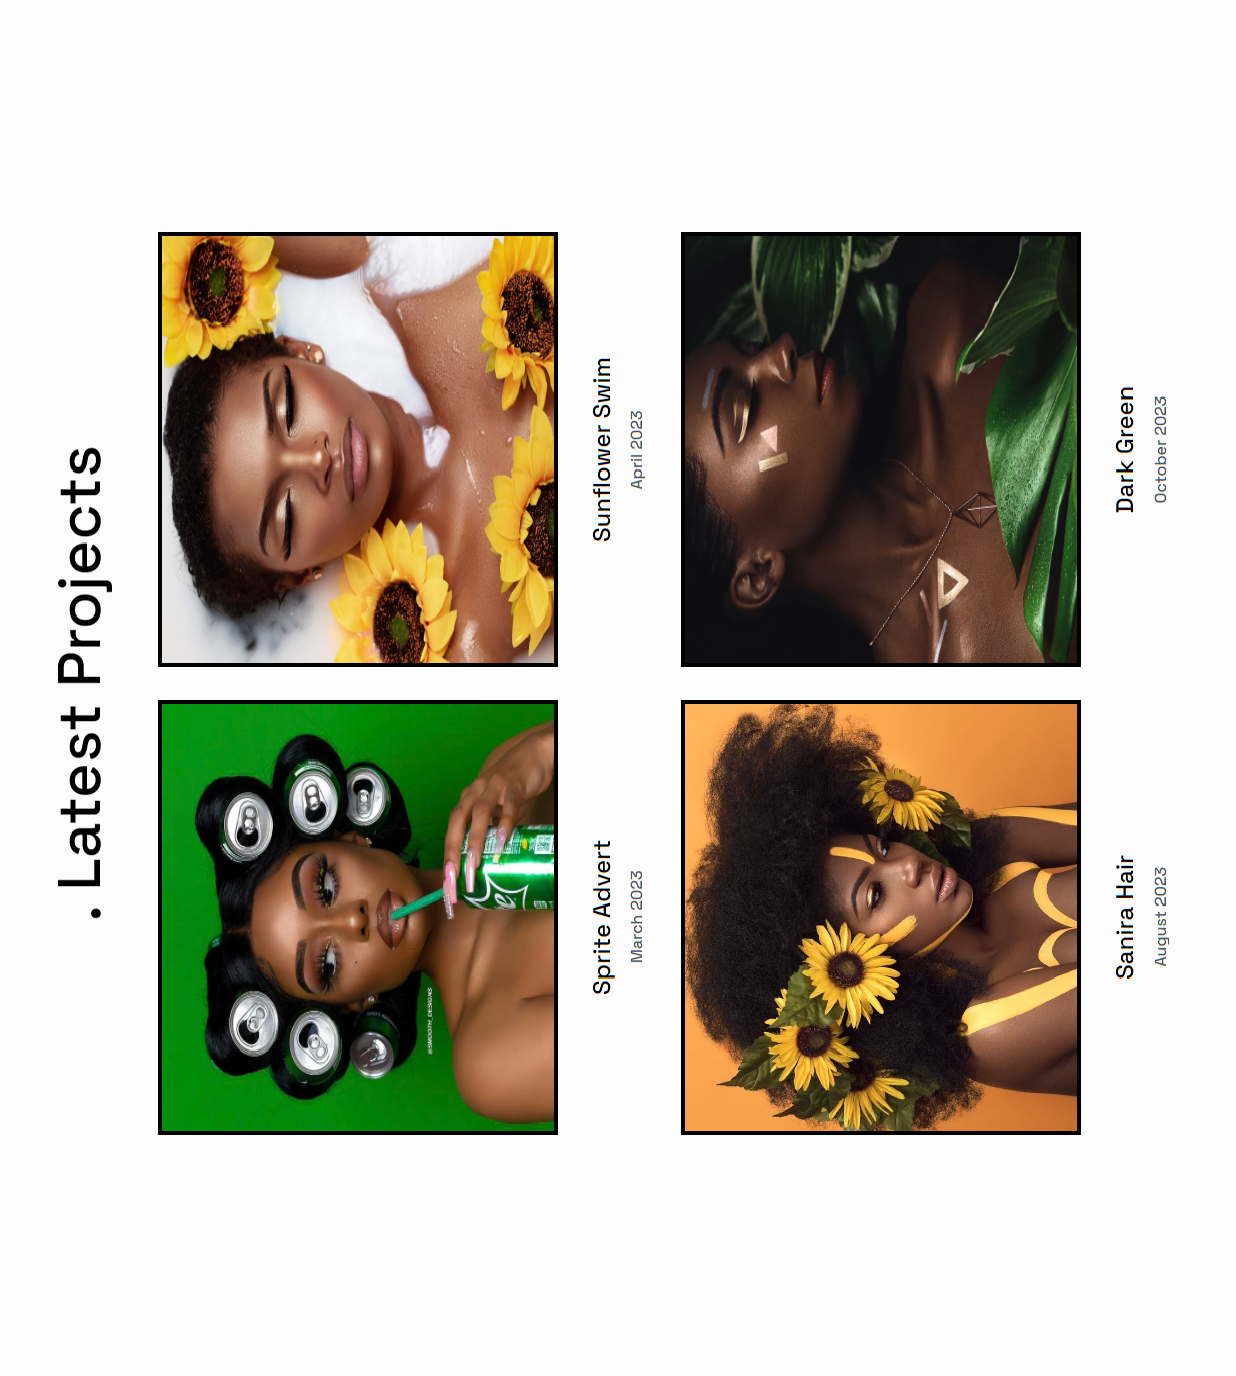 . Latest Projects
@SMOOTH_DESIGNS
Sprite Advert
March 2023
Sunflower Swim
April 2023
Sanira Hair
August 2023
Dark Green
October 2023